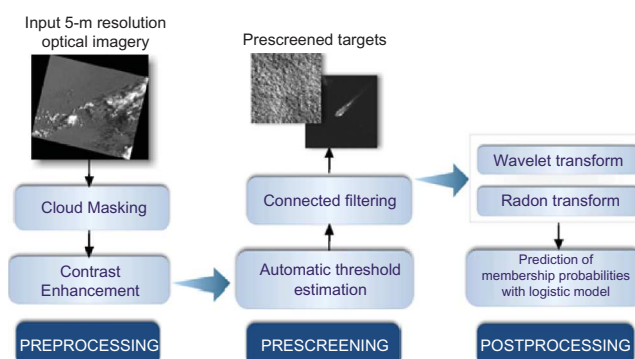 Input 5-m resolution
optical imagery
Cloud Masking
Contrast
Enhancement
PREPROCESSING
Prescreened targets
Connected filtering
Automatic threshold
estimation
PRESCREENING
Wavelet transform
Radon transform
Prediction of
membership probabilities
with logistic model
POSTPROCESSING